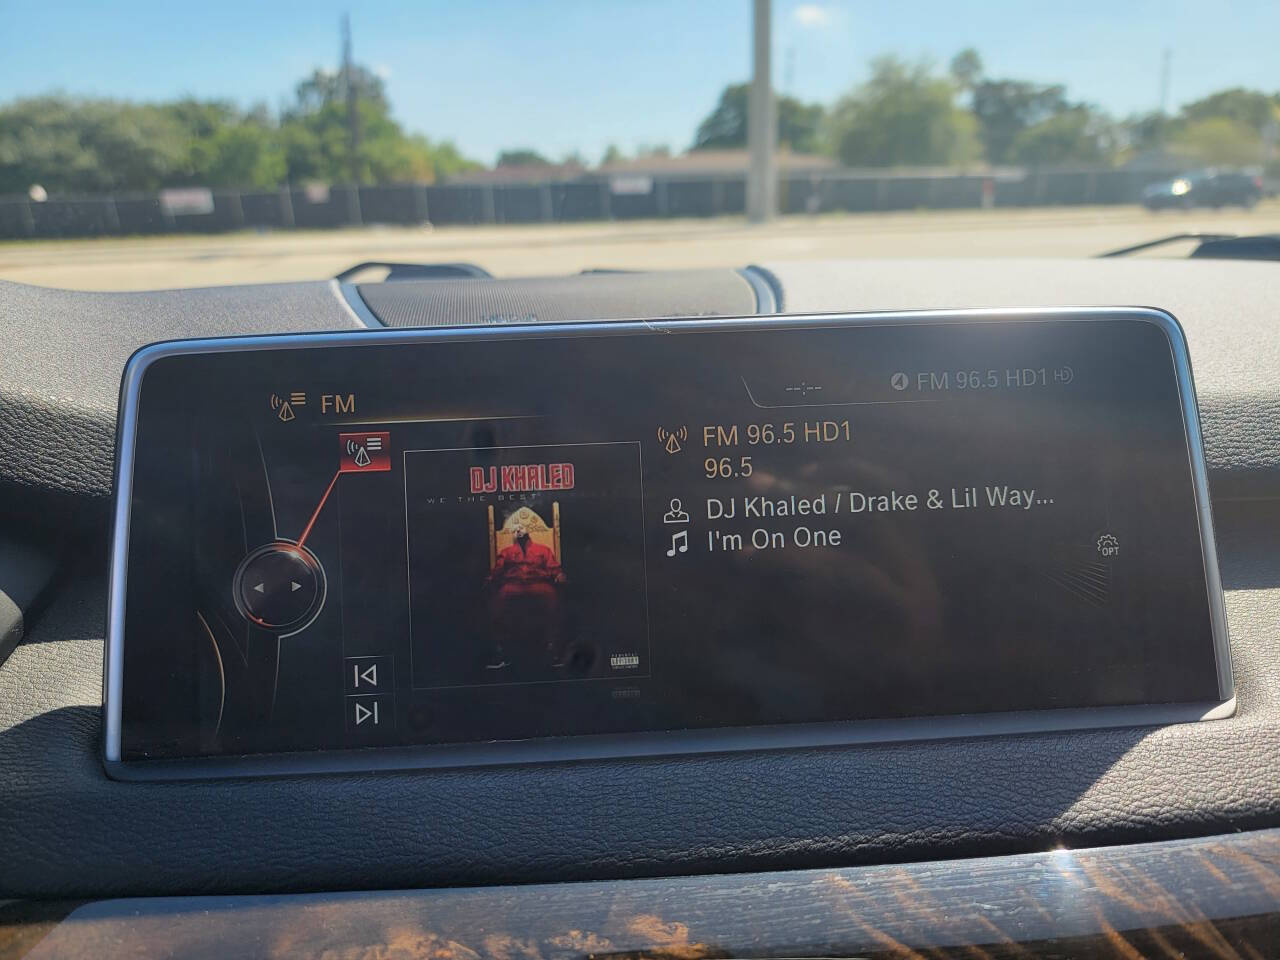 FM
--:--
FM 96.5 HD1 HD
DJ KHALED
WE THE BEST
FM 96.5 HD1
96.5
DJ Khaled / Drake & Lil Way...
I'm On One
OPT